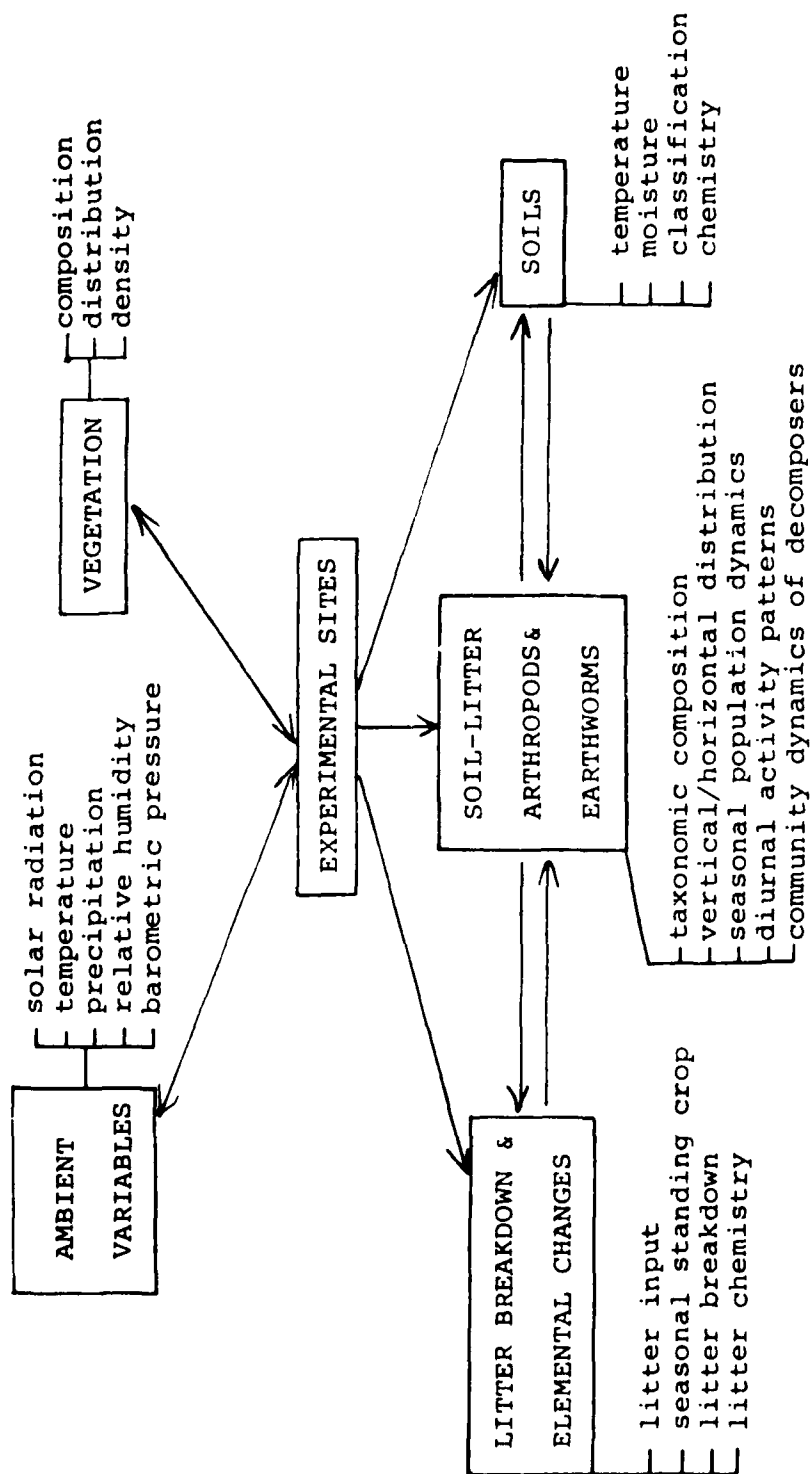 AMBIENT
VARIABLES
solar radiation
temperature
precipitation
relative humidity
barometric pressure
VEGETATION
composition
distribution
density
EXPERIMENTAL SITES
LITTER BREAKDOWN &
ELEMENTAL CHANGES
litter input
seasonal standing crop
litter breakdown
litter chemistry
SOIL-LITTER
ARTHROPODS&
EARTHWORMS
taxonomic composition
vertical/horizontal distribution
seasonal population dynamics
diurnal activity patterns
community dynamics of decomposers
SOILS
temperature
moisture
classification
chemistry